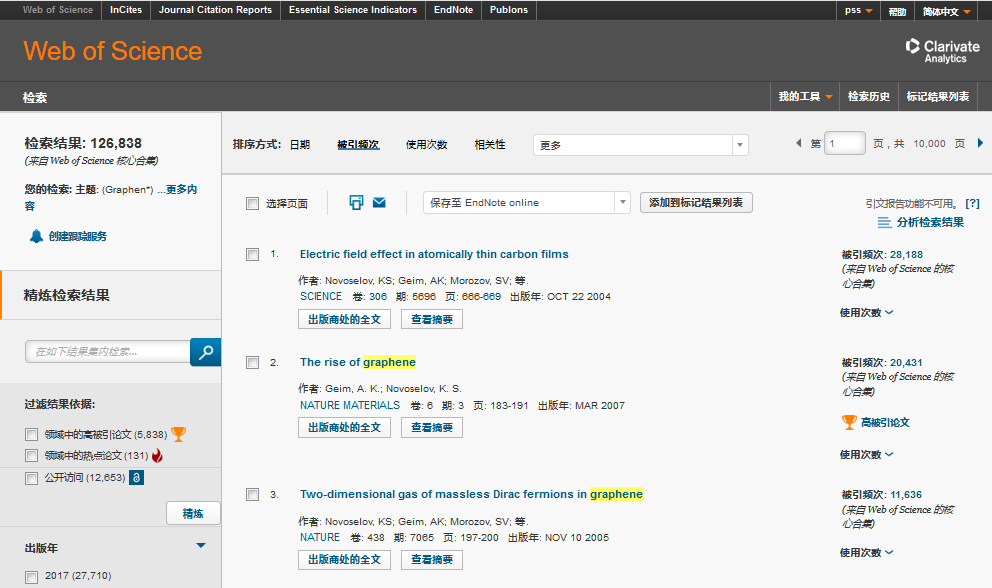 Web of Science InCites Journal Citation Reports Essential Science Indicators EndNote Publons pss 帮助 简体中文
Web of Science
Clarivate
Analytics
检索 我的工具 检索历史 标记结果列表
检索结果: 126,838
(来自 Web of Science 核心合集)
您的检索: 主题: (Graphen*) ...更多内
容
创建跟踪服务
精炼检索结果
在如下结果集内检索...
过滤结果依据:
领域中的高被引论文 (5,838)
领域中的热点论文 (131)
公开访问 (12,653)
精炼
出版年
2017 (27,710)
排序方式: 日期 被引频次 使用次数 相关性 更多 第 1 页 , 共 10,000 页
选择页面 保存至 EndNote online 添加到标记结果列表
引文报告功能不可用。 [?]
分析检索结果
1. Electric field effect in atomically thin carbon films
作者: Novoselov, KS; Geim, AK; Morozov, SV; 等.
SCIENCE 卷: 306 期: 5696 页: 666-669 出版年: OCT 22 2004
出版商处的全文 查看摘要
被引频次: 28,188
(来自 Web of Science 的核
心合集)
使用次数
2. The rise of graphene
作者: Geim, A. K.; Novoselov, K. S.
NATURE MATERIALS 卷: 6 期: 3 页: 183-191 出版年: MAR 2007
出版商处的全文 查看摘要
被引频次: 20,431
(来自 Web of Science 的核
心合集)
高被引论文
使用次数
3. Two-dimensional gas of massless Dirac fermions in graphene
作者: Novoselov, KS; Geim, AK; Morozov, SV; 等.
NATURE 卷: 438 期: 7065 页: 197-200 出版年: NOV 10 2005
出版商处的全文 查看摘要
被引频次: 11,636
(来自 Web of Science 的核
心合集)
使用次数